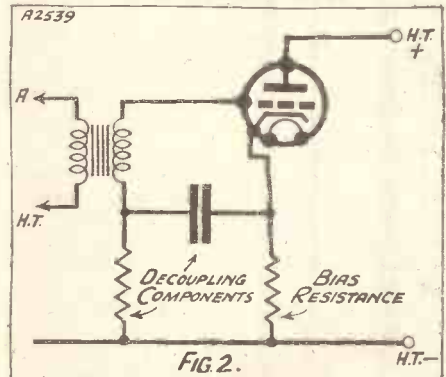 A2539
H.T.
+
A
H.T.
DECOUPLING
COMPONENTS
BIAS
RESISTANCE
H.T.-
FIG.2.